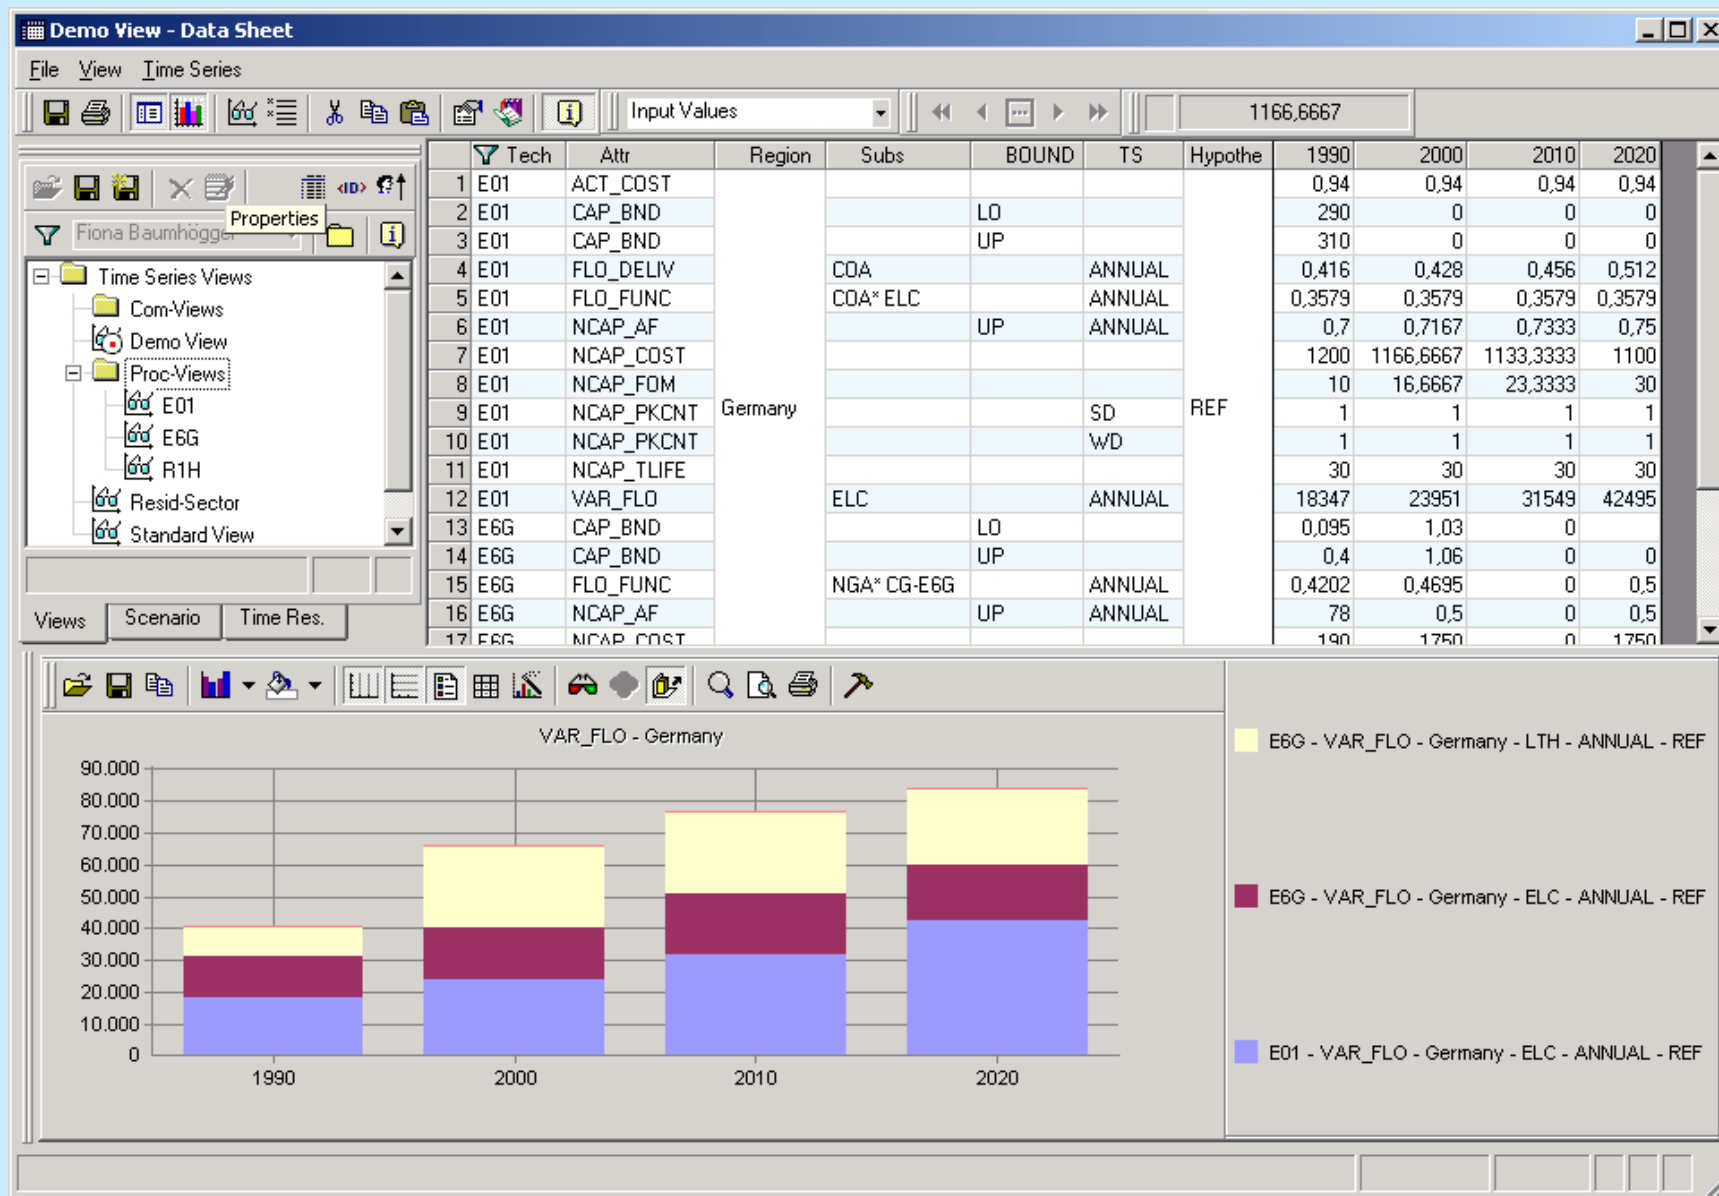 Demo View - Data Sheet
File View Time Series
Input Values 1166,6667
Properties
Fiona Baumhögger
Time Series Views
Com-Views
Demo View
Proc-Views
E01
E6G
R1H
Resid-Sector
Standard View
Views Scenario Time Res.
Tech Attr Region Subs BOUND TS Hypothe 1990 2000 2010 2020
1 E01 ACT_COST 0,94 0,94 0,94 0,94
2 E01 CAP_BND LO 290 0 0 0
3 E01 CAP_BND UP 310 0 0 0
4 E01 FLO_DELIV COA ANNUAL 0,416 0,428 0,456 0,512
5 E01 FLO_FUNC COA* ELC ANNUAL 0,3579 0,3579 0,3579 0,3579
6 E01 NCAP_AF UP ANNUAL 0,7 0,7167 0,7333 0,75
7 E01 NCAP_COST 1200 1166,6667 1133,3333 1100
8 E01 NCAP_FOM 10 16,6667 23,3333 30
9 E01 NCAP_PKCNT Germany SD REF 1 1 1 1
10 E01 NCAP_PKCNT WD 1 1 1 1
11 E01 NCAP_TLIFE 30 30 30 30
12 E01 VAR_FLO ELC ANNUAL 18347 23951 31549 42495
13 E6G CAP_BND LO 0,095 1,03 0
14 E6G CAP_BND UP 0,4 1,06 0 0
15 E6G FLO_FUNC NGA* CG-E6G ANNUAL 0,4202 0,4695 0 0,5
16 E6G NCAP_AF UP ANNUAL 78 0,5 0 0,5
17 E6G NCAP_COST 190 1750 0 1750
VAR_FLO - Germany
90.000
80.000
70.000
60.000
50.000
40.000
30.000
20.000
10.000
0
1990 2000 2010 2020
E6G - VAR_FLO - Germany - LTH - ANNUAL - REF
E6G - VAR_FLO - Germany - ELC - ANNUAL - REF
E01 - VAR_FLO - Germany - ELC - ANNUAL - REF